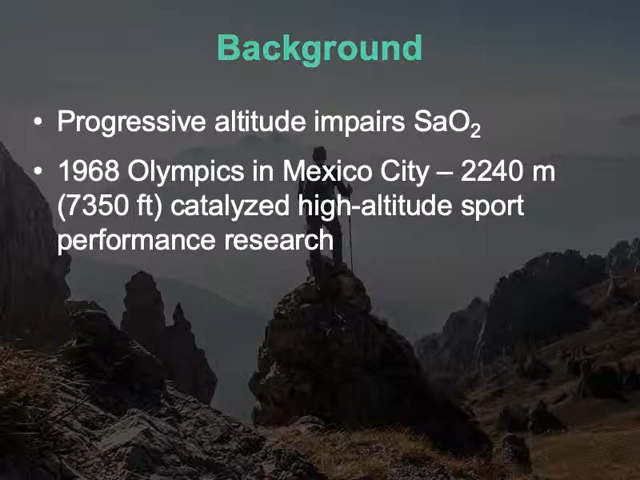 Background
• Progressive altitude impairs SaO₂
• 1968 Olympics in Mexico City – 2240 m
(7350 ft) catalyzed high-altitude sport
performance research